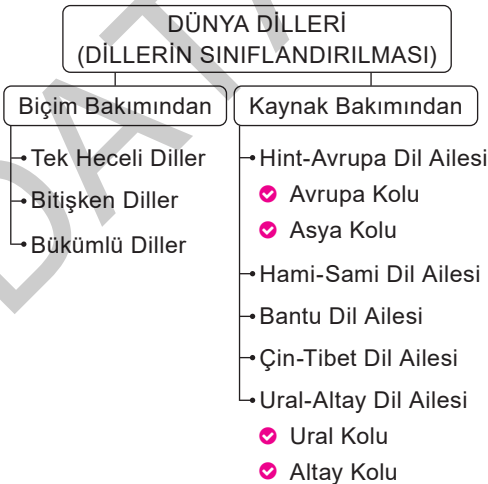 DÜNYA DİLLERİ
(DİLLERİN SINIFLANDIRILMASI)
Biçim Bakımından
Tek Heceli Diller
Bitişken Diller
Bükümlü Diller
Kaynak Bakımından
Hint-Avrupa Dil Ailesi
Avrupa Kolu
Asya Kolu
Hami-Sami Dil Ailesi
Bantu Dil Ailesi
Çin-Tibet Dil Ailesi
Ural-Altay Dil Ailesi
Ural Kolu
Altay Kolu